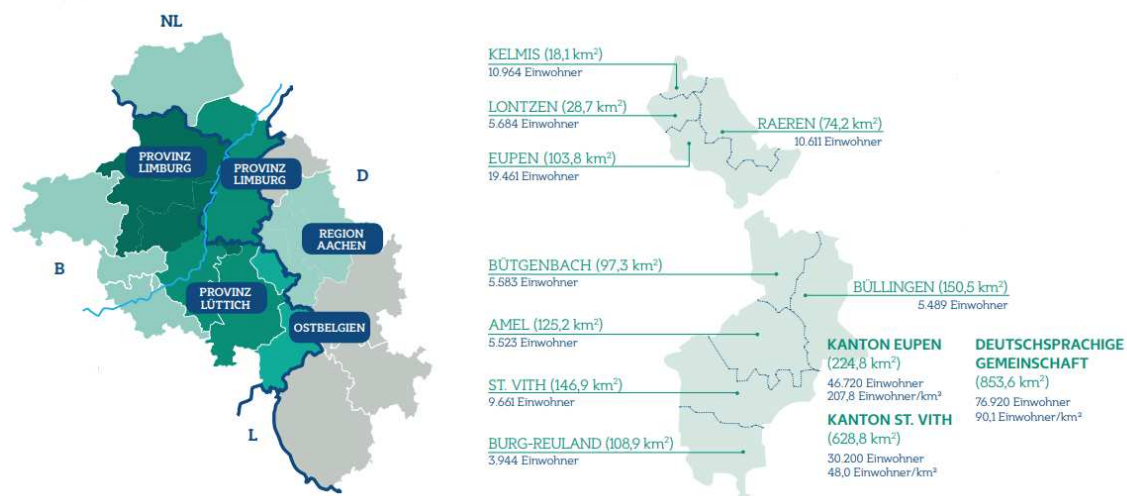 NL
PROVINZ
LIMBURG
PROVINZ
LIMBURG
D
REGION
AACHEN
B
PROVINZ
LÜTTICH
OSTBELGIEN
L
KELMIS (18,1 km²)
10.964 Einwohner
LONTZEN (28,7 km²)
5.684 Einwohner
RAEREN (74,2 km²)
10.611 Einwohner
EUPEN (103,8 km²)
19.461 Einwohner
BÜTGENBACH (97,3 km²)
5.583 Einwohner
BÜLLINGEN (150,5 km²)
5.489 Einwohner
AMEL (125,2 km²)
5.523 Einwohner
ST. VITH (146,9 km²)
9.661 Einwohner
BURG-REULAND (108,9 km²)
3.944 Einwohner
KANTON EUPEN
(224,8 km²)
46.720 Einwohner
207,8 Einwohner/km²
KANTON ST. VITH
(628,8 km²)
30.200 Einwohner
48,0 Einwohner/km²
DEUTSCHSPRACHIGE
GEMEINSCHAFT
(853,6 km²)
76.920 Einwohner
90,1 Einwohner/km²